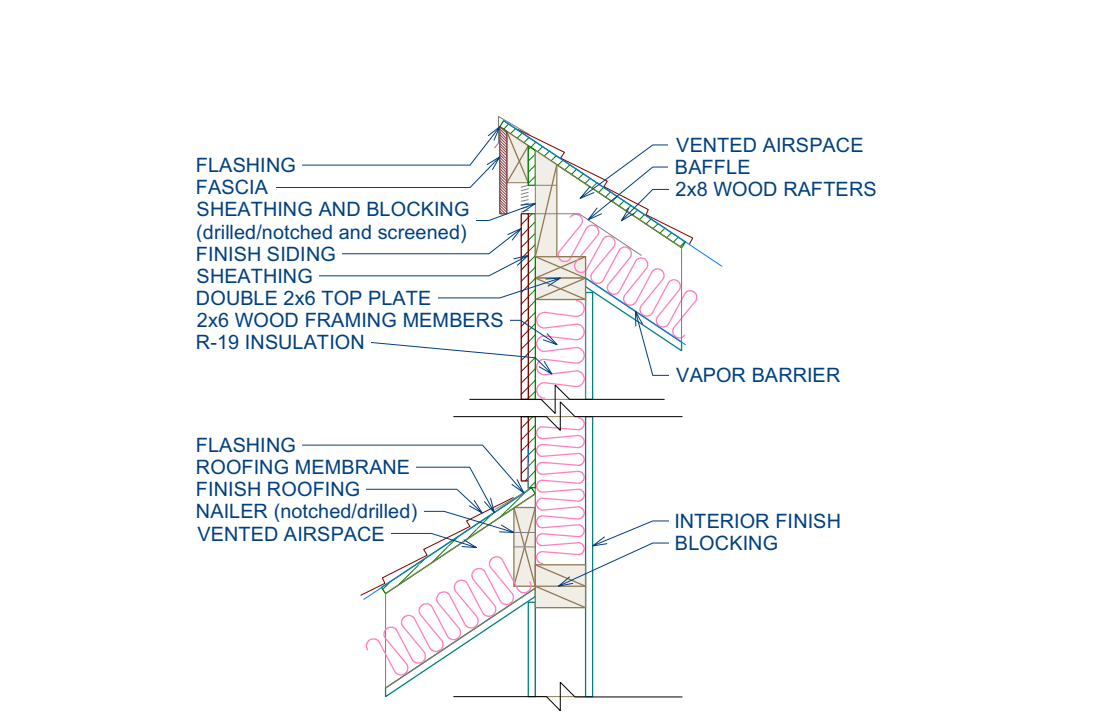 FLASHING
FASCIA
SHEATHING AND BLOCKING
(drilled/notched and screened)
FINISH SIDING
SHEATHING
DOUBLE 2x6 TOP PLATE
2x6 WOOD FRAMING MEMBERS
R-19 INSULATION
VENTED AIRSPACE
BAFFLE
2x8 WOOD RAFTERS
VAPOR BARRIER
FLASHING
ROOFING MEMBRANE
FINISH ROOFING
NAILER (notched/drilled)
VENTED AIRSPACE
INTERIOR FINISH
BLOCKING